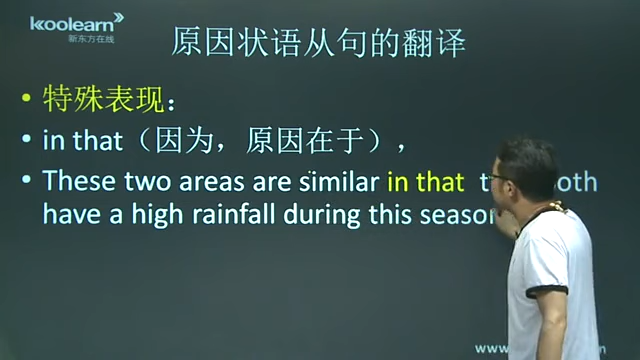 koolearn
新东方在线
原因状语从句的翻译
• 特殊表现：
• in that（因为，原因在于），
• These two areas are similar in that both
have a high rainfall during this season
www.